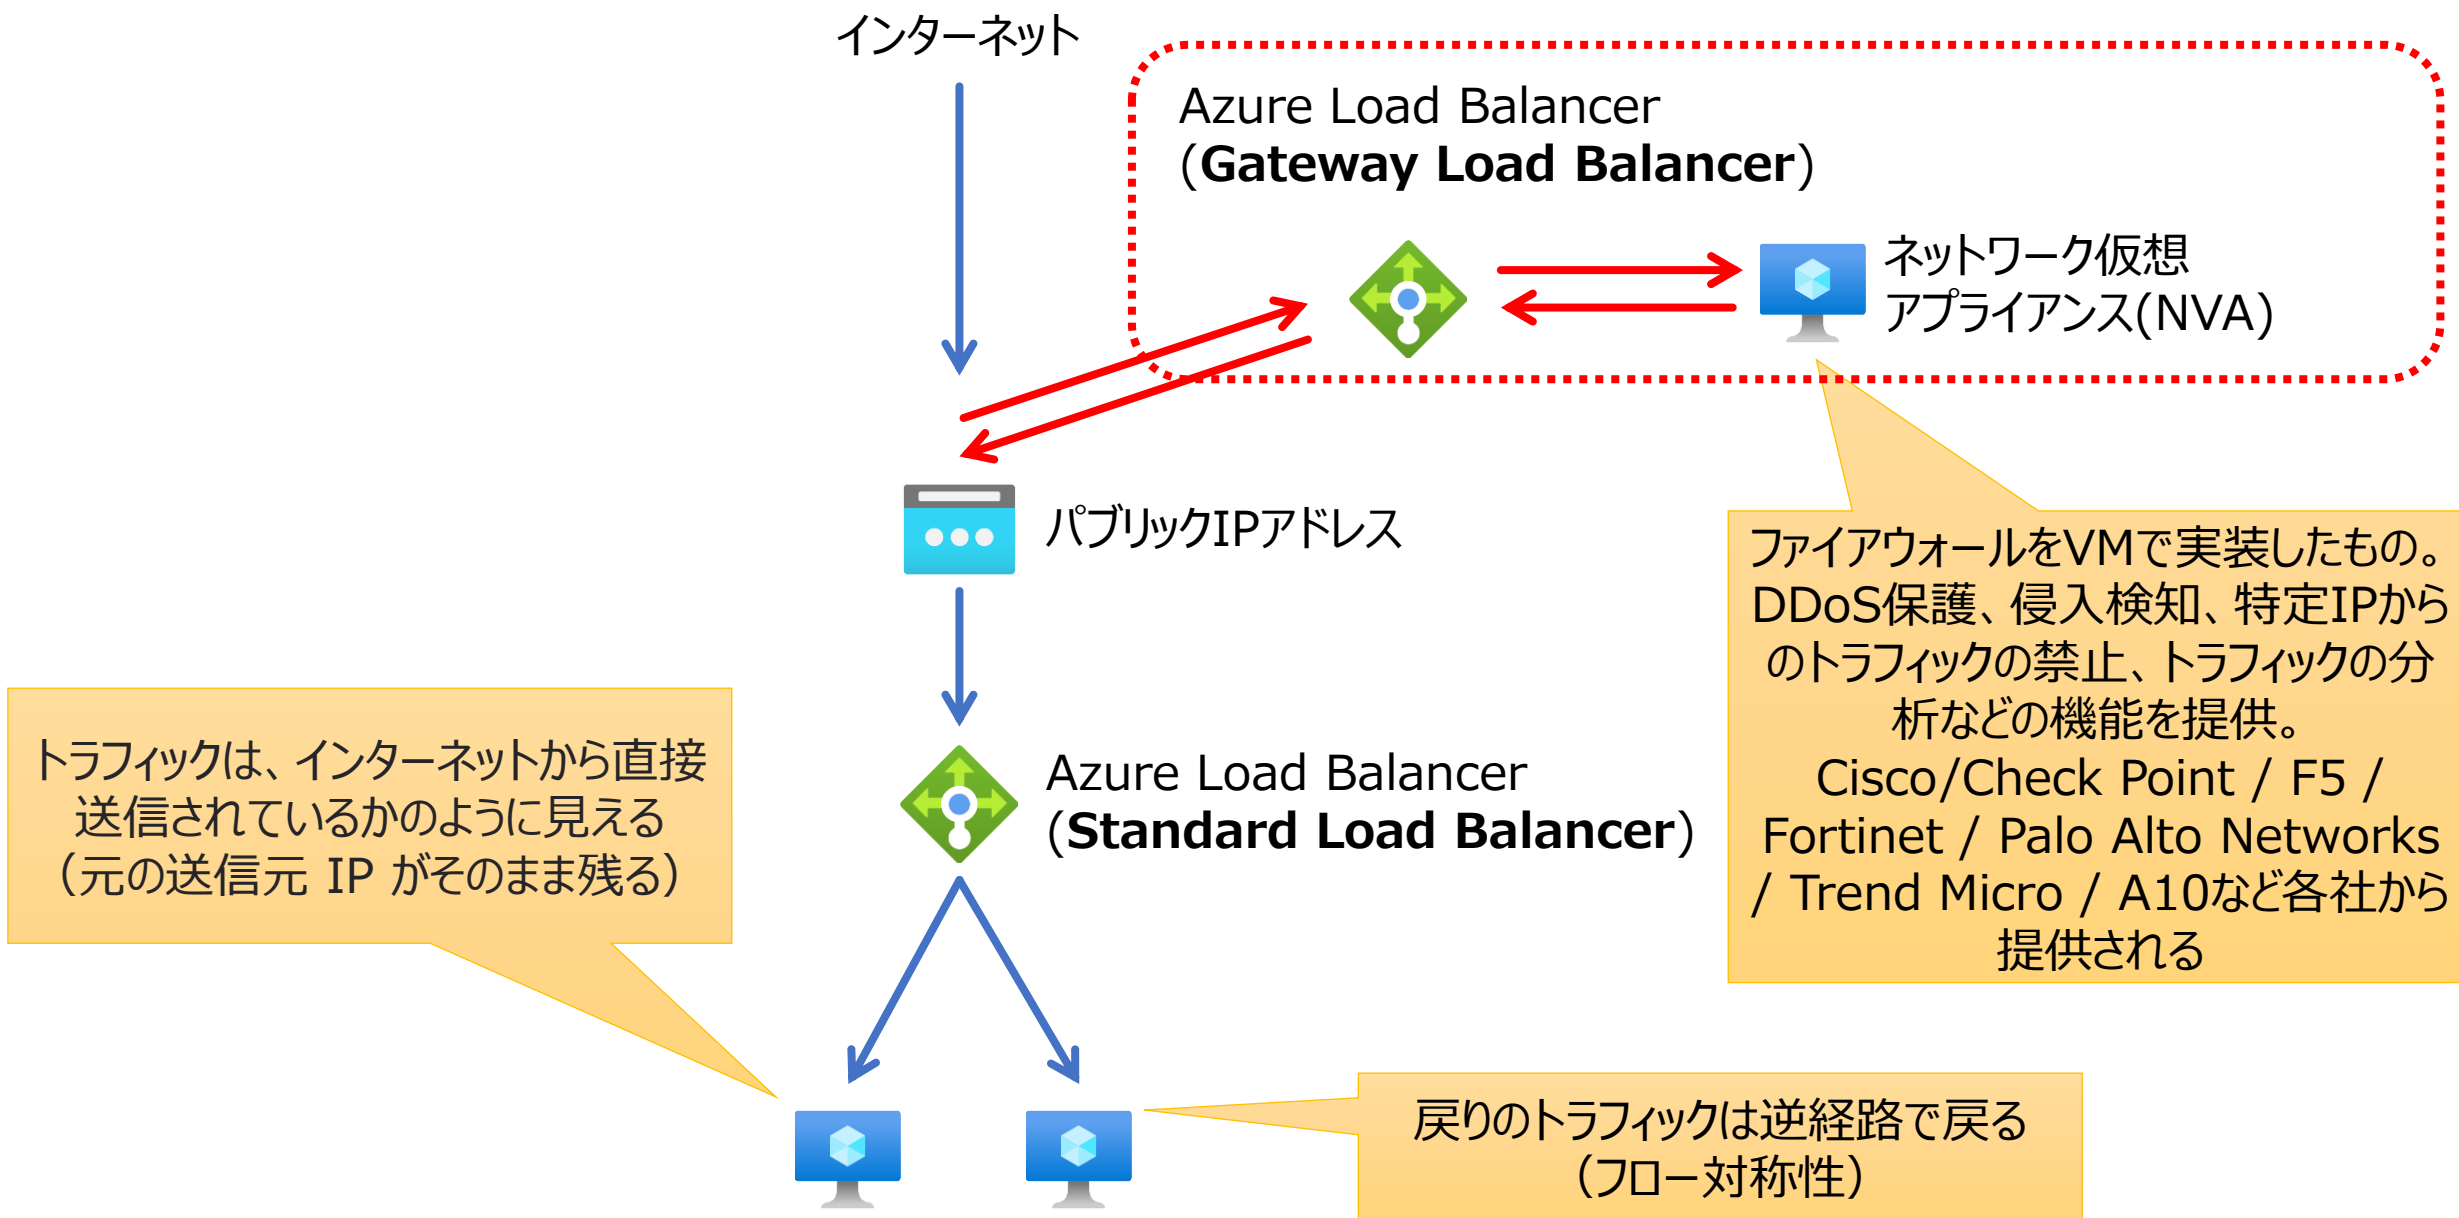 インターネット
Azure Load Balancer
(Gateway Load Balancer)
ネットワーク仮想
アプライアンス(NVA)
パブリックIPアドレス
ファイアウォールをVMで実装したもの。
DDoS保護、侵入検知、特定IPから
のトラフィックの禁止、トラフィックの分
析などの機能を提供。
Cisco/Check Point / F5 /
Fortinet / Palo Alto Networks
/ Trend Micro / A10など各社から
提供される
トラフィックは、インターネットから直接
送信されているかのように見える
（元の送信元 IP がそのまま残る）
Azure Load Balancer
(Standard Load Balancer)
戻りのトラフィックは逆経路で戻る
（フロー対称性）